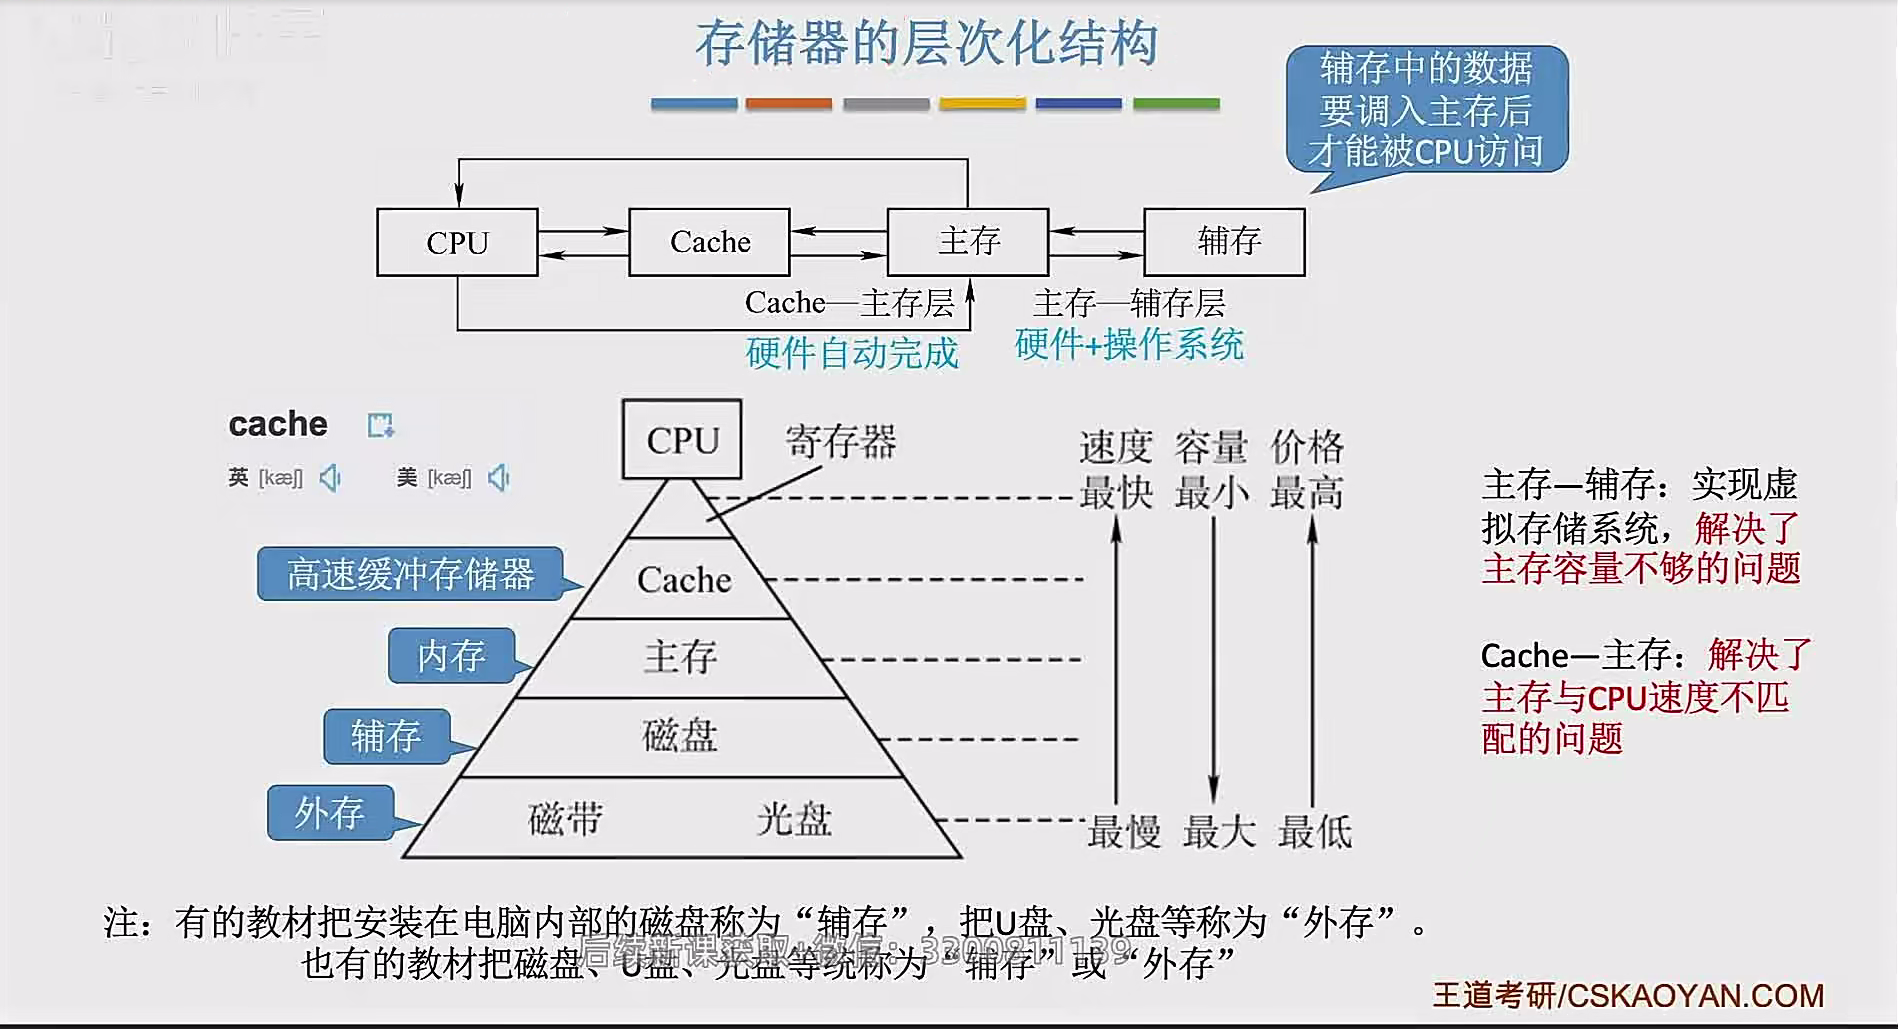 存储器的层次化结构
辅存中的数据
要调入主存后
才能被CPU访问
CPU
Cache
主存
辅存
Cache—主存层
主存—辅存层
硬件自动完成
硬件+操作系统
cache
英 [kæʃ] 美 [kæʃ]
CPU
寄存器
速度 容量 价格
最快 最小 最高
高速缓冲存储器
Cache
内存
主存
辅存
磁盘
外存
磁带 光盘
最慢 最大 最低
主存—辅存：实现虚
拟存储系统，解决了
主存容量不够的问题
Cache—主存：解决了
主存与CPU速度不匹
配的问题
注：有的教材把安装在电脑内部的磁盘称为“辅存”，把U盘、光盘等称为“外存”。
也有的教材把磁盘、U盘、光盘等统称为“辅存”或“外存”
后续新课获取+微信：3300811139
王道考研/CSKAOYAN.COM